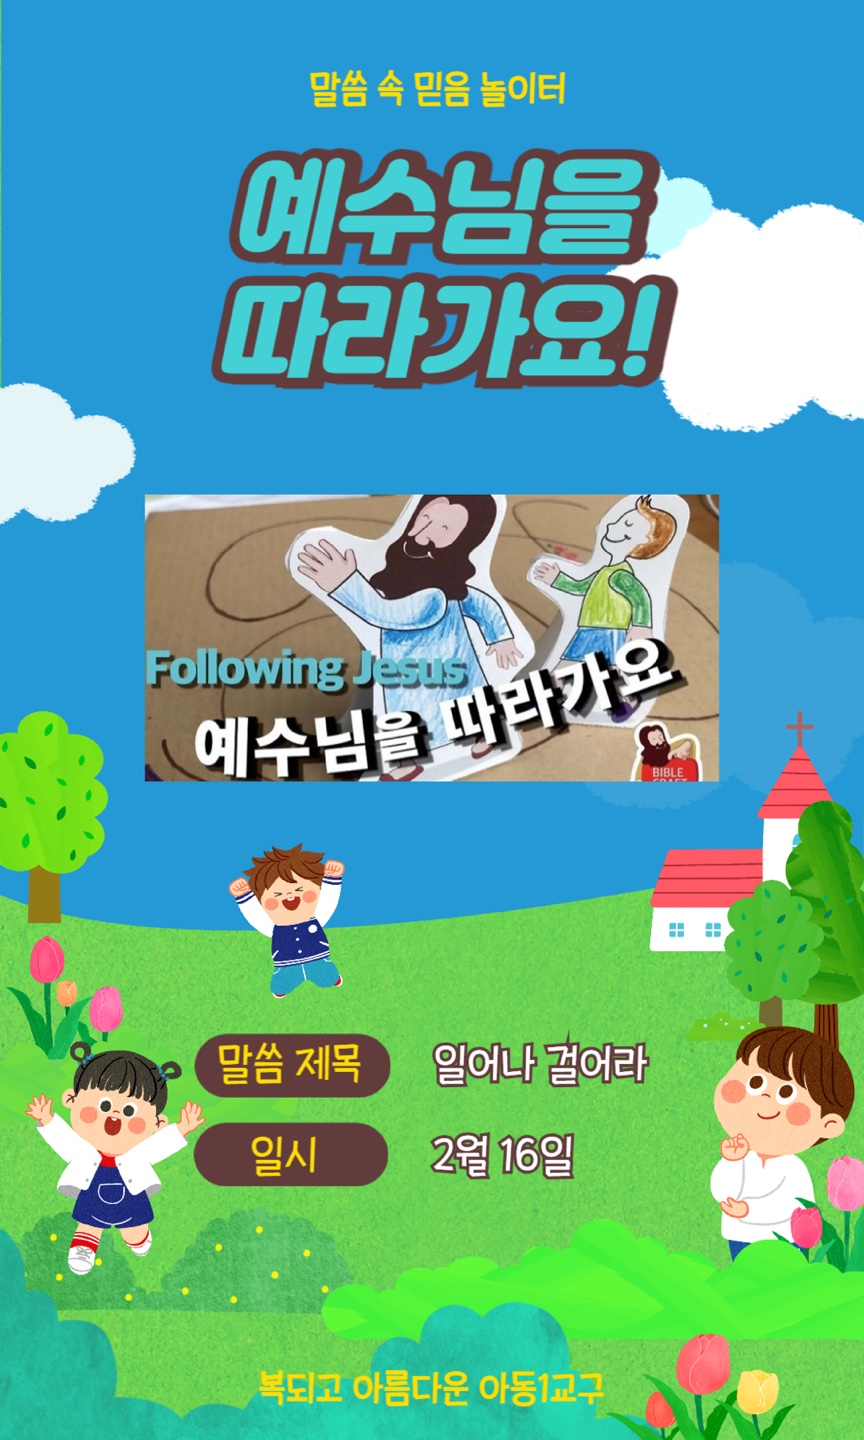 말씀 속 믿음 놀이터
예수님을
따라가요!
Following Jesus
예수님을 따라가요
BIBLE
CRAFT
말씀 제목 일어나 걸어라
일시 2월 16일
복되고 아름다운 아동1교구